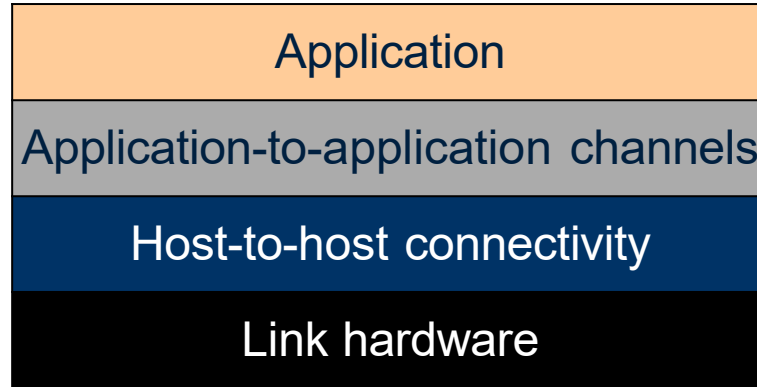 Application
Application-to-application channels
Host-to-host connectivity
Link hardware